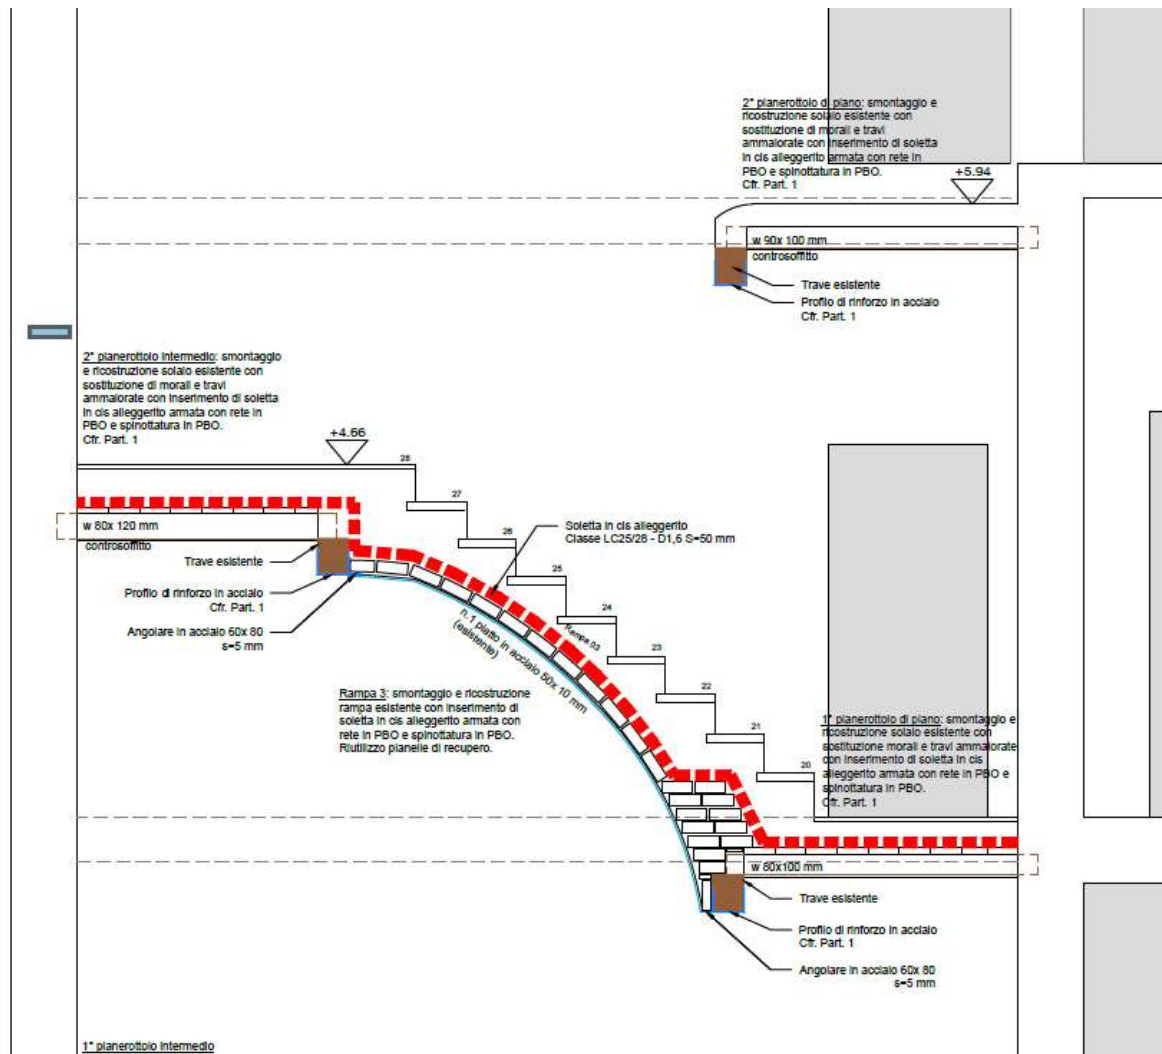 2° planerottolo di piano: smontaggio e
ricostruzione solaio esistente con
sostituzione di morali e travi
ammalorate con inserimento di soletta
in cls alleggerito armata con rete in
PBO e spinottatura in PBO.
Cfr. Part. 1
+5.94
w 90x 100 mm
controsoffitto
Trave esistente
Profilo di rinforzo in acciaio
Cfr. Part. 1
2° planerottolo intermedio: smontaggio
e ricostruzione solaio esistente con
sostituzione di morali e travi
ammalorate con inserimento di soletta
in cls alleggerito armata con rete in
PBO e spinottatura in PBO.
Cfr. Part. 1
+4.66
28
27
26
25
24
23
22
21
20
w 80x 120 mm
controsoffitto
Trave esistente
Profilo di rinforzo in acciaio
Cfr. Part. 1
Angolare in acciaio 60x 80
s=5 mm
Soletta in cls alleggerito
Classe LC25/28 - D1,6 S=50 mm
Rampa 03
n.1 piatto in acciaio 50x 10 mm
(esistente)
Rampa 3: smontaggio e ricostruzione
rampa esistente con inserimento di
soletta in cls alleggerito armata con
rete in PBO e spinottatura in PBO.
Riutilizzo pianelle di recupero.
1° planerottolo di piano: smontaggio e
ricostruzione solaio esistente con
sostituzione morali e travi ammalorate
con inserimento di soletta in cls
alleggerito armata con rete in PBO e
spinottatura in PBO.
Cfr. Part. 1
w 80x100 mm
Trave esistente
Profilo di rinforzo in acciaio
Cfr. Part. 1
Angolare in acciaio 60x 80
s=5 mm
1° planerottolo intermedio